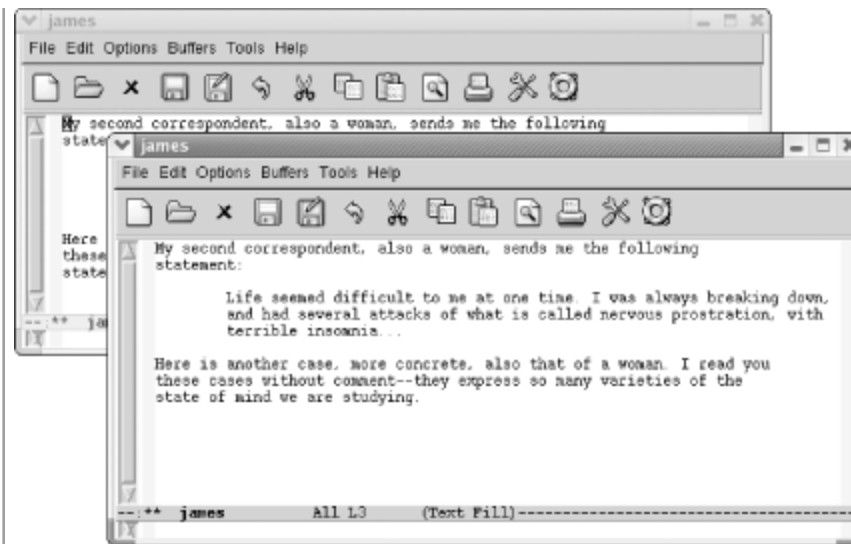 james
File Edit Options Buffers Tools Help
My second correspondent, also a woman, sends me the following
state
Here
these
state
--:** ja
james
File Edit Options Buffers Tools Help
My second correspondent, also a woman, sends me the following
statement:
Life seemed difficult to me at one time. I was always breaking down,
and had several attacks of what is called nervous prostration, with
terrible insomnia...
Here is another case, more concrete, also that of a woman. I read you
these cases without comment--they express so many varieties of the
state of mind we are studying.
--:** james All L3 (Text Fill)--------------------------------------